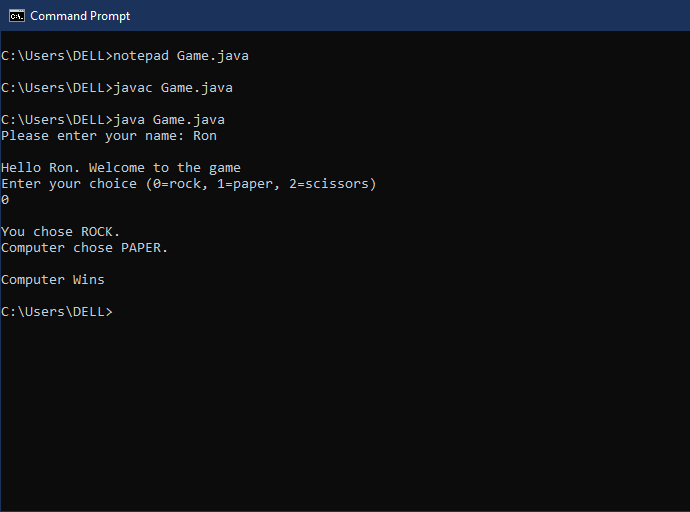 Command Prompt
C:\Users\DELL>notepad Game.java
C:\Users\DELL>javac Game.java
C:\Users\DELL>java Game.java
Please enter your name: Ron
Hello Ron. Welcome to the game
Enter your choice (0=rock, 1=paper, 2=scissors)
0
You chose ROCK.
Computer chose PAPER.
Computer Wins
C:\Users\DELL>